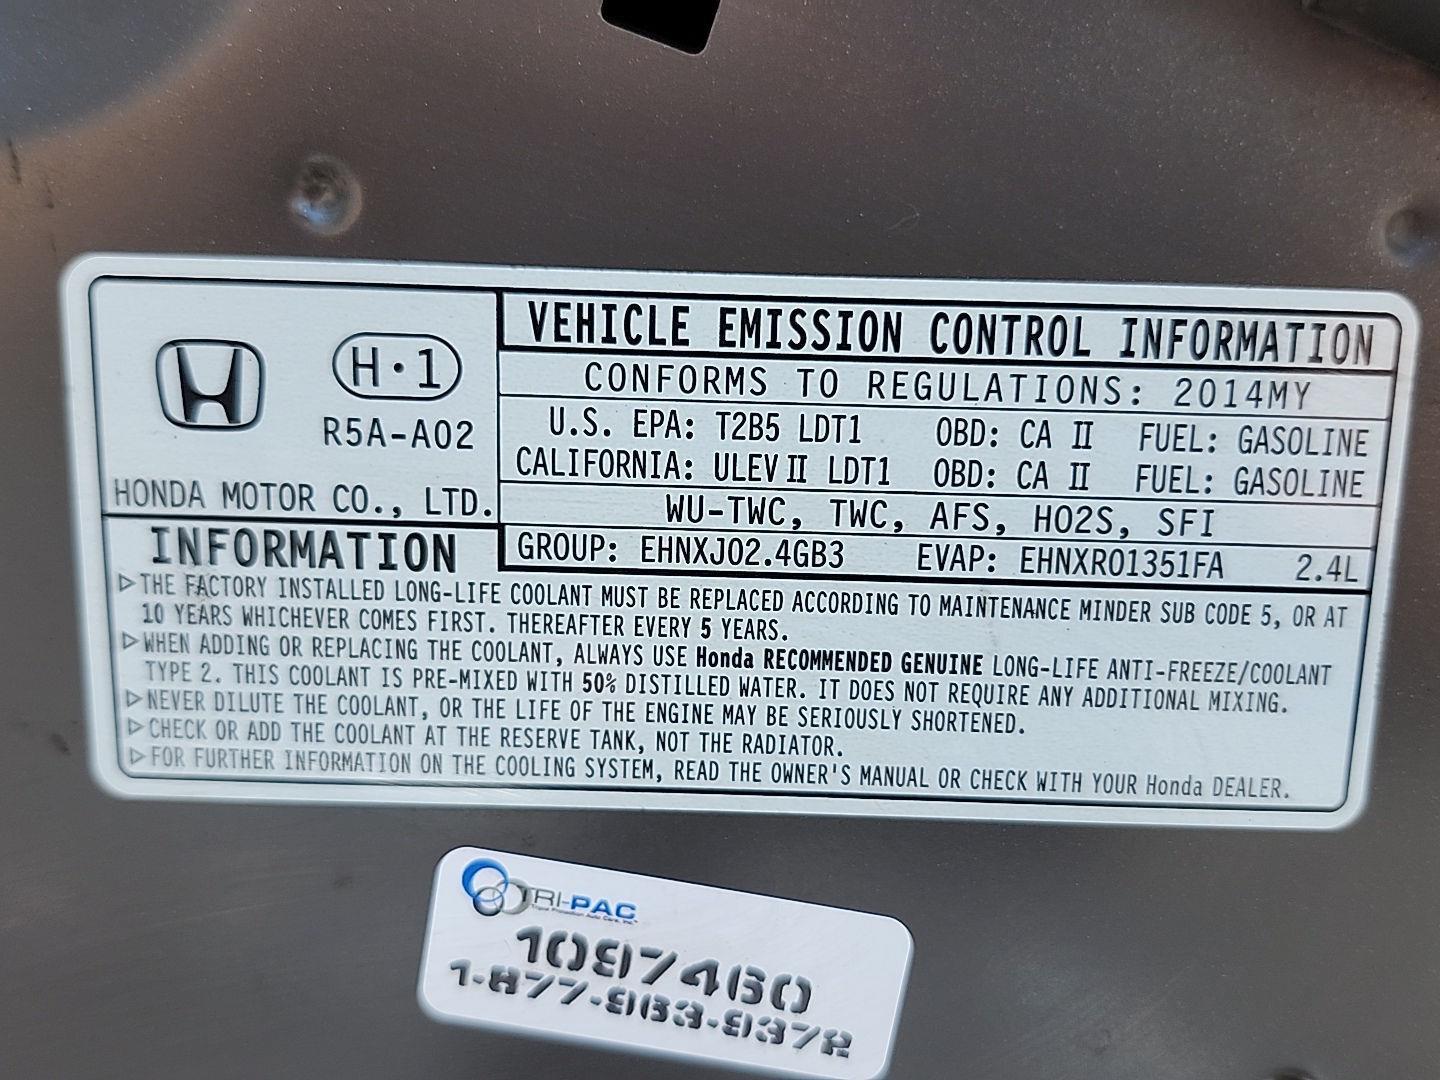 VEHICLE EMISSION CONTROL INFORMATION
CONFORMS TO REGULATIONS: 2014MY
U.S. EPA: T2B5 LDT1 OBD: CA II FUEL: GASOLINE
CALIFORNIA: ULEV II LDT1 OBD: CA II FUEL: GASOLINE
WU-TWC, TWC, AFS, HO2S, SFI
GROUP: EHNXJ02.4GB3 EVAP: EHNXR01351FA 2.4L
H·1
R5A-A02
HONDA MOTOR CO., LTD.
INFORMATION
▷THE FACTORY INSTALLED LONG-LIFE COOLANT MUST BE REPLACED ACCORDING TO MAINTENANCE MINDER SUB CODE 5, OR AT
10 YEARS WHICHEVER COMES FIRST. THEREAFTER EVERY 5 YEARS.
▷WHEN ADDING OR REPLACING THE COOLANT, ALWAYS USE Honda RECOMMENDED GENUINE LONG-LIFE ANTI-FREEZE/COOLANT
TYPE 2. THIS COOLANT IS PRE-MIXED WITH 50% DISTILLED WATER. IT DOES NOT REQUIRE ANY ADDITIONAL MIXING.
▷NEVER DILUTE THE COOLANT, OR THE LIFE OF THE ENGINE MAY BE SERIOUSLY SHORTENED.
▷CHECK OR ADD THE COOLANT AT THE RESERVE TANK, NOT THE RADIATOR.
▷FOR FURTHER INFORMATION ON THE COOLING SYSTEM, READ THE OWNER'S MANUAL OR CHECK WITH YOUR Honda DEALER.
TRI-PAC
1097460
1-877-963-9372